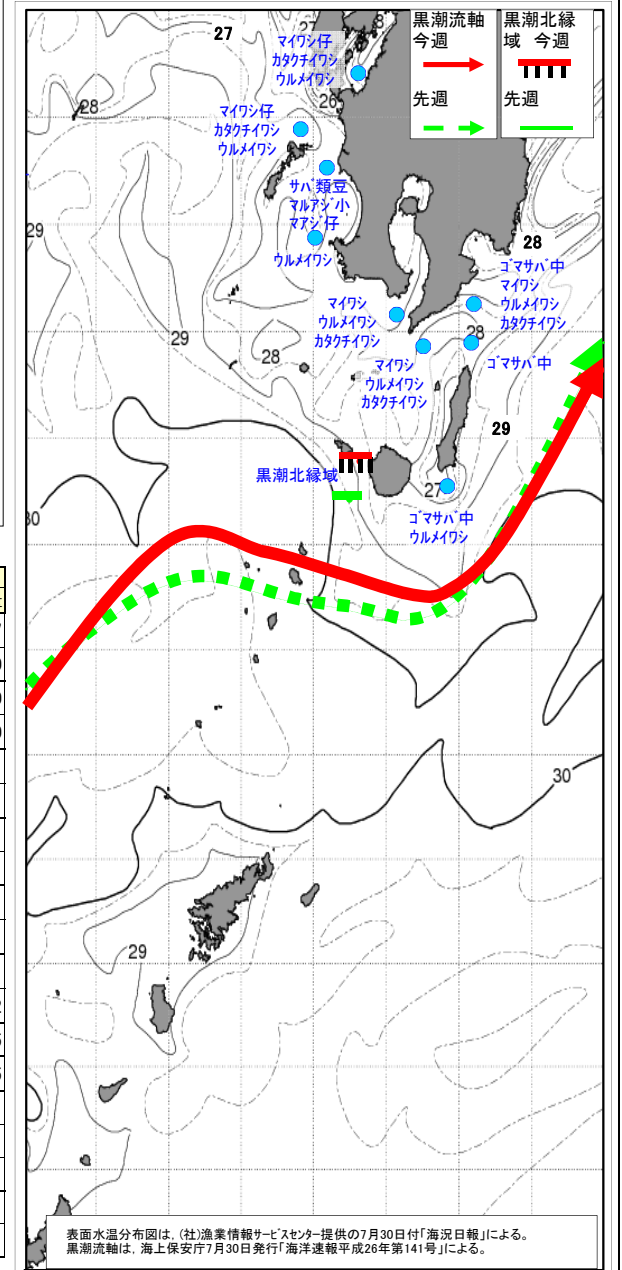 黒潮流軸
今週
先週
黒潮北縁
域 今週
先週
27
27
マイワシ仔
カタクチイワシ
ウルメイワシ
28
26
28
マイワシ仔
カタクチイワシ
ウルメイワシ
サバ類豆
マルアジ小
マアジ仔
29
ウルメイワシ
28
ゴマサバ中
マイワシ
ウルメイワシ
カタクチイワシ
マイワシ
ウルメイワシ
カタクチイワシ
29
28
28
マイワシ
ウルメイワシ
カタクチイワシ
ゴマサバ中
29
黒潮北縁域
27
ゴマサバ中
ウルメイワシ
30
30
29
表面水温分布図は,(社)漁業情報サービスセンター提供の7月30日付「海況日報」による。
黒潮流軸は,海上保安庁7月30日発行「海洋速報平成26年第141号」による。